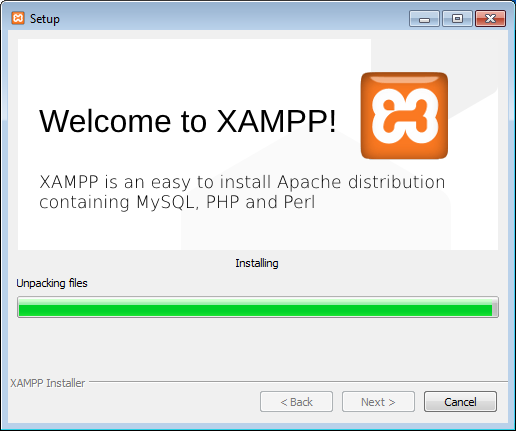 Setup
Welcome to XAMPP!
XAMPP is an easy to install Apache distribution
containing MySQL, PHP and Perl
Installing
Unpacking files
XAMPP Installer
< Back
Next >
Cancel